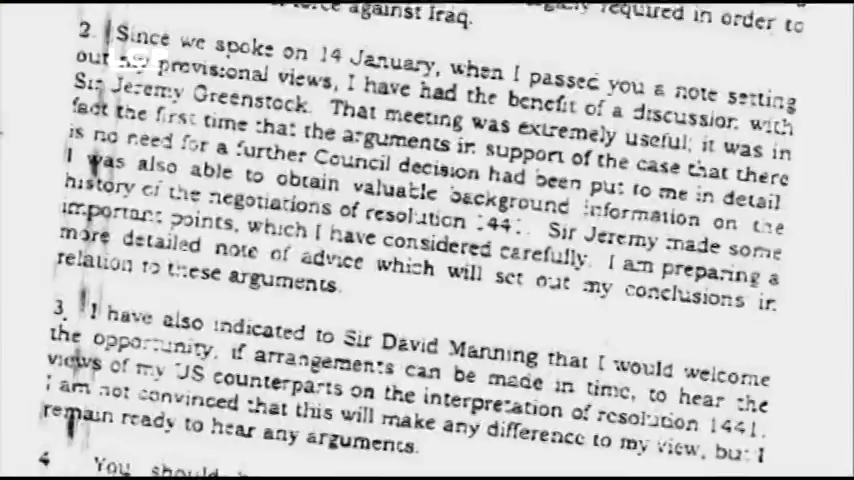 against Iraq.
required in order to
2. Since we spoke on 14 January, when I passed you a note setting
out my provisional views, I have had the benefit of a discussion with
Sir Jeremy Greenstock. That meeting was extremely useful; it was in
fact the first time that the arguments in support of the case that there
is no need for a further Council decision had been put to me in detail
I was also able to obtain valuable background information on the
history of the negotiations of resolution 1441. Sir Jeremy made some
important points, which I have considered carefully. I am preparing a
more detailed note of advice which will set out my conclusions in
relation to these arguments.
3. I have also indicated to Sir David Manning that I would welcome
the opportunity, if arrangements can be made in time, to hear the
views of my US counterparts on the interpretation of resolution 1441.
I am not convinced that this will make any difference to my view, but I
remain ready to hear any arguments.
4 You should